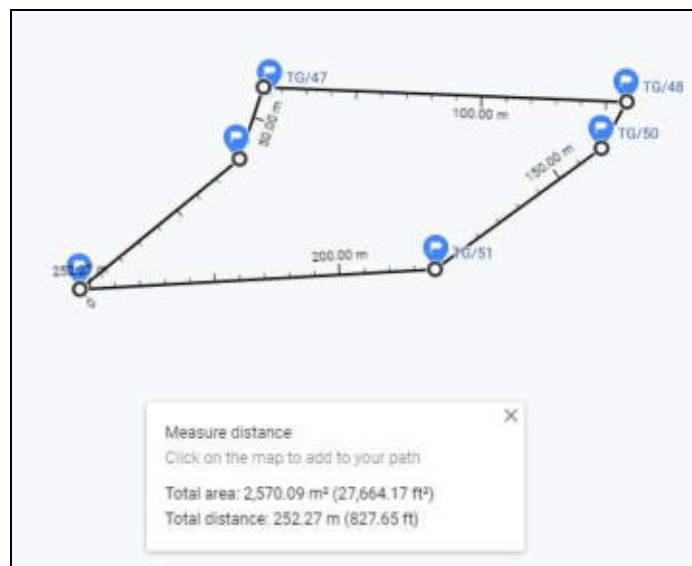 TG/47
TG/48
50.00 m
100.00 m
TG/50
150.00 m
200.00 m
TG/51
0
Measure distance
Click on the map to add to your path
Total area: 2,570.09 m² (27,664.17 ft²)
Total distance: 252.27 m (827.65 ft)